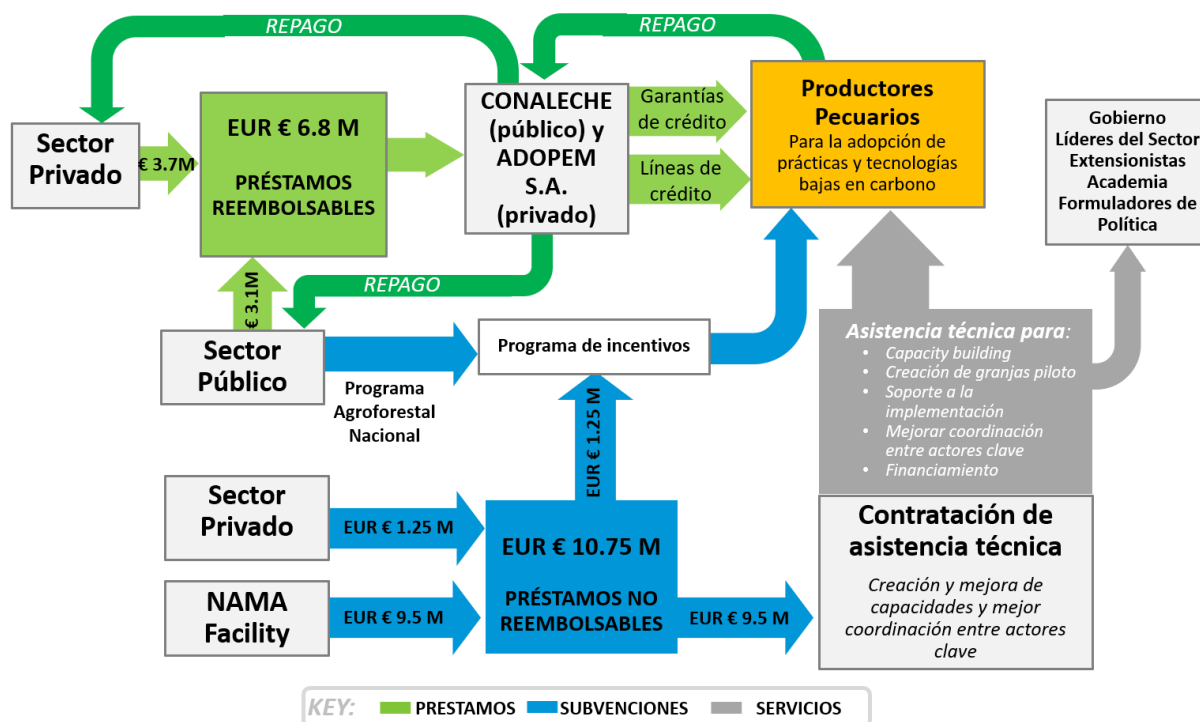 REPAGO
REPAGO
Sector
Privado
€ 3.7M
EUR € 6.8 M
PRÉSTAMOS
REEMBOLSABLES
CONALECHE
(público) y
ADOPEM
S.A.
(privado)
Garantías
de crédito
Líneas de
crédito
Productores
Pecuarios
Para la adopción de
prácticas y tecnologías
bajas en carbono
Gobierno
Líderes del Sector
Extensionistas
Academia
Formuladores de
Política
€ 3.1M
REPAGO
Sector
Público
Programa
Agroforestal
Nacional
Programa de incentivos
EUR € 1.25 M
Asistencia técnica para:
• Capacity building
• Creación de granjas piloto
• Soporte a la
implementación
• Mejorar coordinación
entre actores clave
• Financiamiento
Sector
Privado
EUR € 1.25 M
NAMA
Facility
EUR € 9.5 M
EUR € 10.75 M
PRÉSTAMOS NO
REEMBOLSABLES
EUR € 9.5 M
Contratación de
asistencia técnica
Creación y mejora de
capacidades y mejor
coordinación entre actores
clave
KEY: PRESTAMOS SUBVENCIONES SERVICIOS